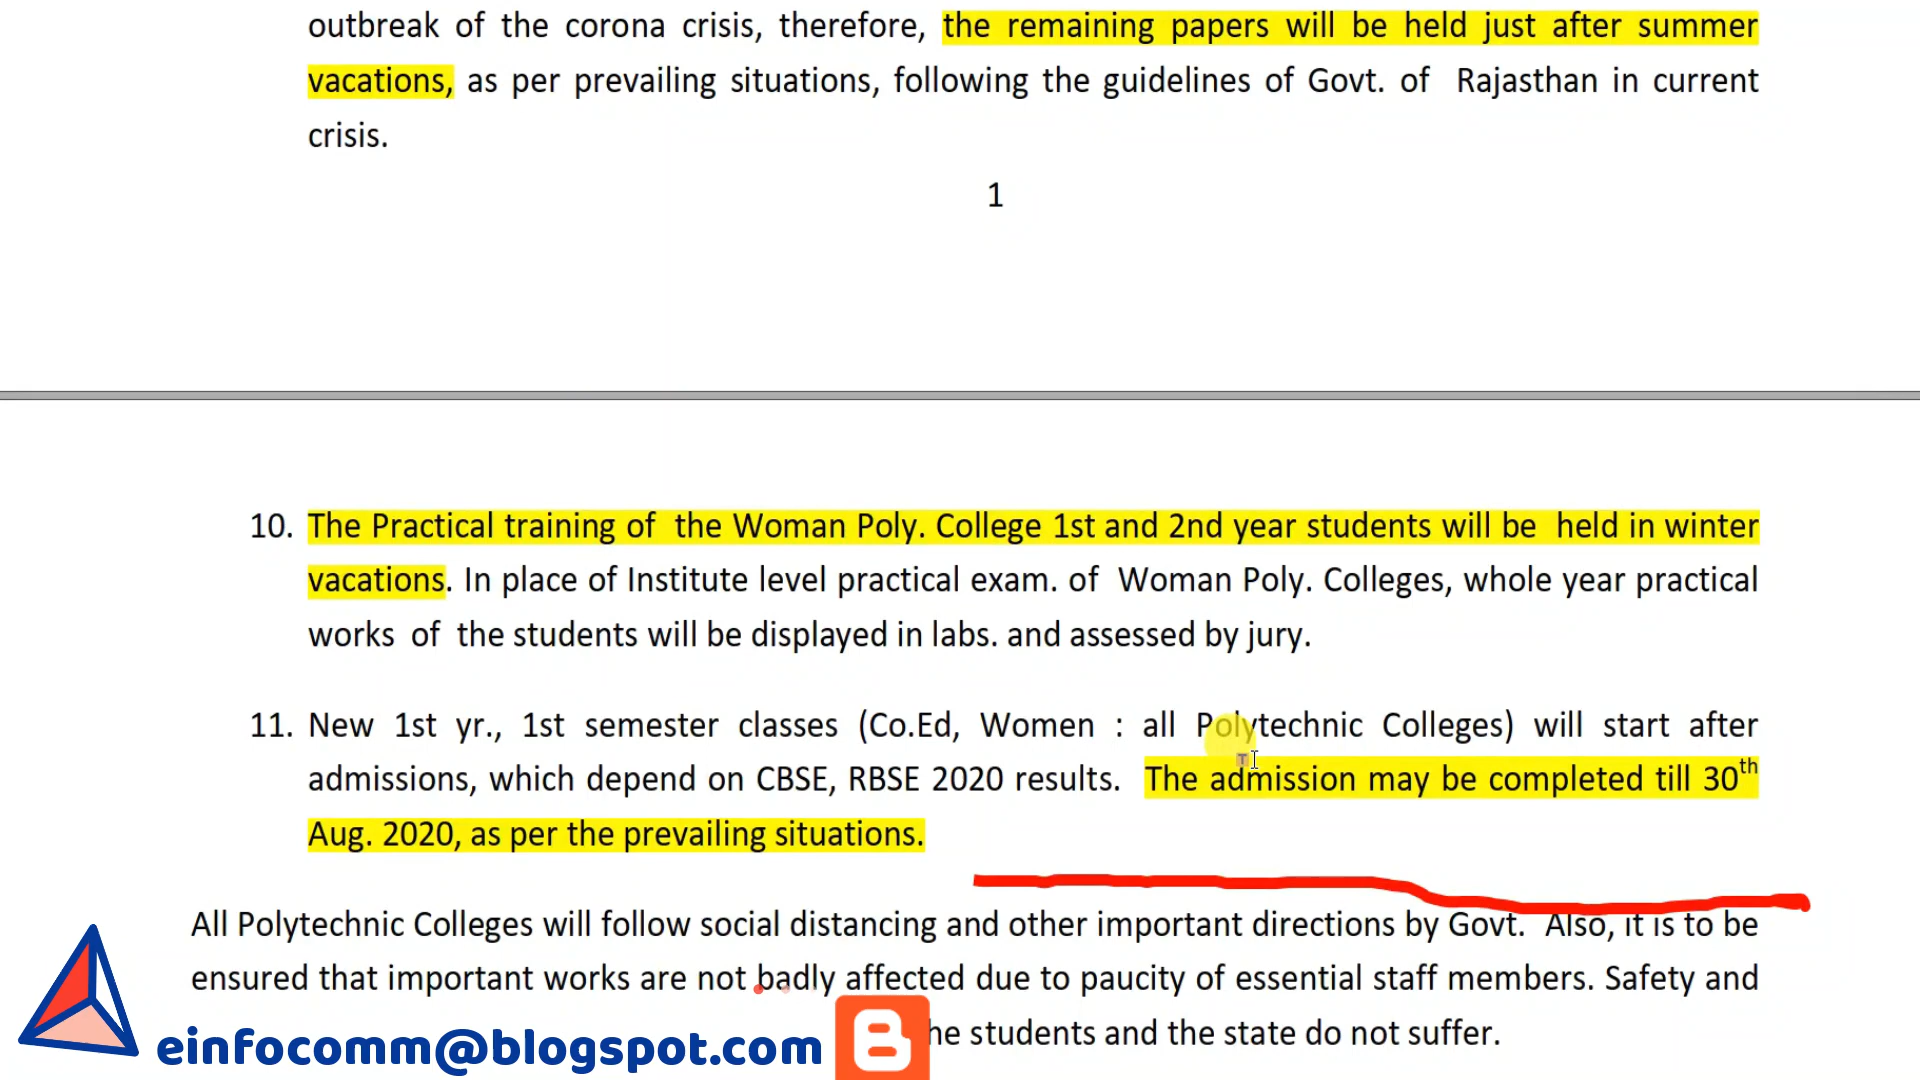 outbreak of the corona crisis, therefore, the remaining papers will be held just after summer
vacations, as per prevailing situations, following the guidelines of Govt. of Rajasthan in current
crisis.
1
10. The Practical training of the Woman Poly. College 1st and 2nd year students will be held in winter
vacations. In place of Institute level practical exam. of Woman Poly. Colleges, whole year practical
works of the students will be displayed in labs. and assessed by jury.
11. New 1st yr., 1st semester classes (Co.Ed, Women : all Polytechnic Colleges) will start after
admissions, which depend on CBSE, RBSE 2020 results. The admission may be completed till 30th
Aug. 2020, as per the prevailing situations.
All Polytechnic Colleges will follow social distancing and other important directions by Govt. Also, it is to be
ensured that important works are not badly affected due to paucity of essential staff members. Safety and
he students and the state do not suffer.
einfocomm@blogspot.com